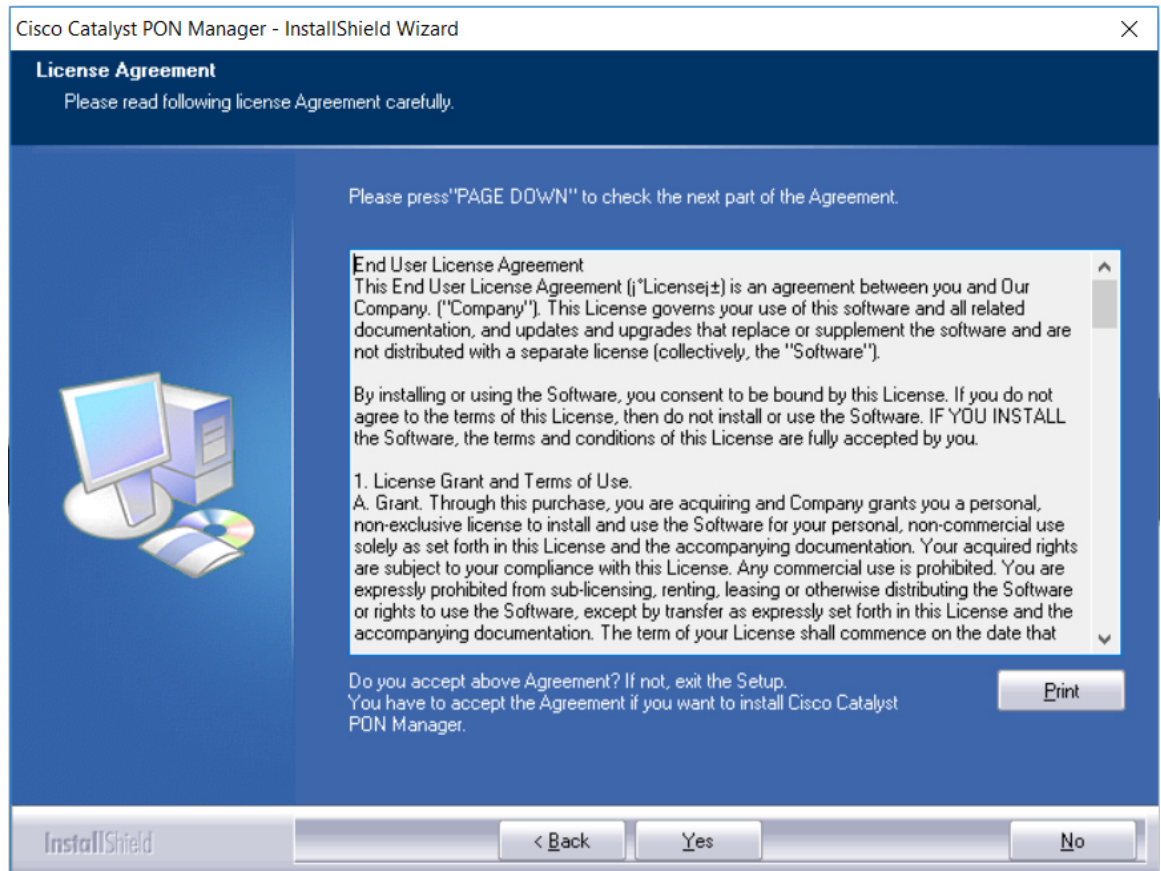 Cisco Catalyst PON Manager - InstallShield Wizard
License Agreement
Please read following license Agreement carefully.
Please press"PAGE DOWN" to check the next part of the Agreement.
End User License Agreement
This End User License Agreement (¡°License¡±) is an agreement between you and Our
Company. ("Company"). This License governs your use of this software and all related
documentation, and updates and upgrades that replace or supplement the software and are
not distributed with a separate license (collectively, the "Software").
By installing or using the Software, you consent to be bound by this License. If you do not
agree to the terms of this License, then do not install or use the Software. IF YOU INSTALL
the Software, the terms and conditions of this License are fully accepted by you.
1. License Grant and Terms of Use.
A. Grant. Through this purchase, you are acquiring and Company grants you a personal,
non-exclusive license to install and use the Software for your personal, non-commercial use
solely as set forth in this License and the accompanying documentation. Your acquired rights
are subject to your compliance with this License. Any commercial use is prohibited. You are
expressly prohibited from sub-licensing, renting, leasing or otherwise distributing the Software
or rights to use the Software, except by transfer as expressly set forth in this License and the
accompanying documentation. The term of your License shall commence on the date that
Do you accept above Agreement? If not, exit the Setup.
You have to accept the Agreement if you want to install Cisco Catalyst
PON Manager.
Print
InstallShield
< Back
Yes
No